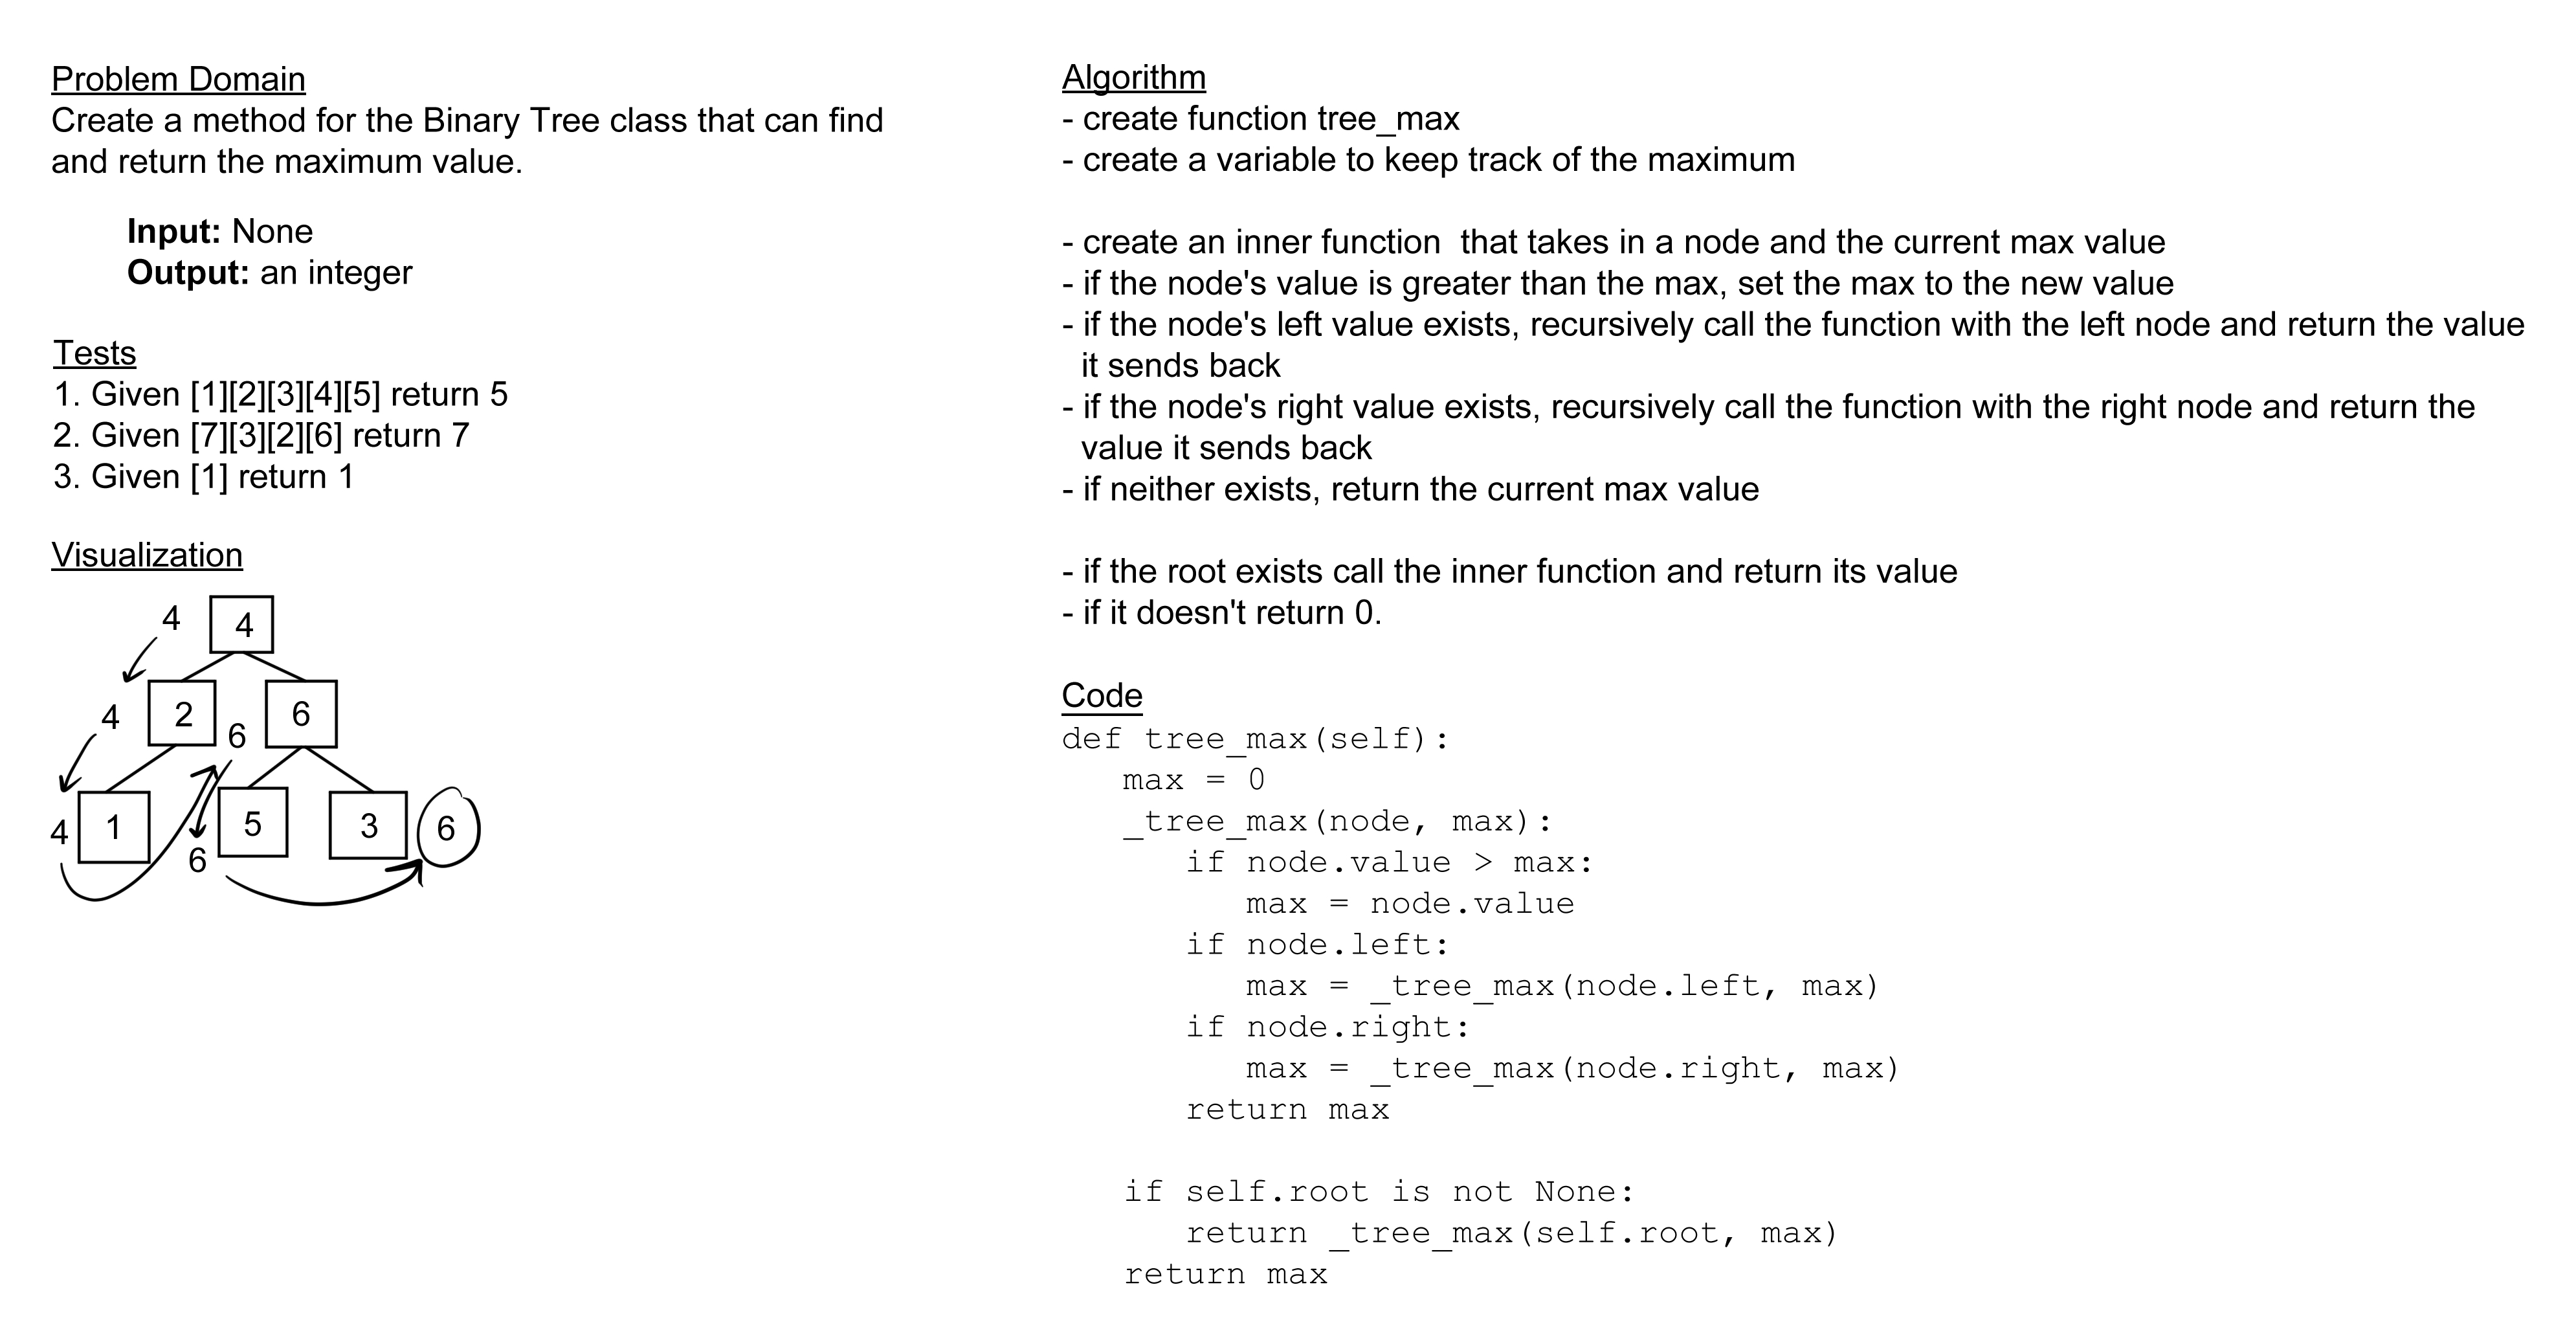 Problem Domain
Create a method for the Binary Tree class that can find
and return the maximum value.
Input: None
Output: an integer
Tests
1. Given [1][2][3][4][5] return 5
2. Given [7][3][2][6] return 7
3. Given [1] return 1
Visualization
4 4
4 2 6 6
4 1 6 5 3 6
Algorithm
- create function tree_max
- create a variable to keep track of the maximum
- create an inner function  that takes in a node and the current max value
- if the node's value is greater than the max, set the max to the new value
- if the node's left value exists, recursively call the function with the left node and return the value
it sends back
- if the node's right value exists, recursively call the function with the right node and return the
value it sends back
- if neither exists, return the current max value
- if the root exists call the inner function and return its value
- if it doesn't return 0.
Code
def tree_max(self):
   max = 0
   _tree_max(node, max):
      if node.value > max:
         max = node.value
      if node.left:
         max = _tree_max(node.left, max)
      if node.right:
         max = _tree_max(node.right, max)
      return max
   if self.root is not None:
      return _tree_max(self.root, max)
   return max